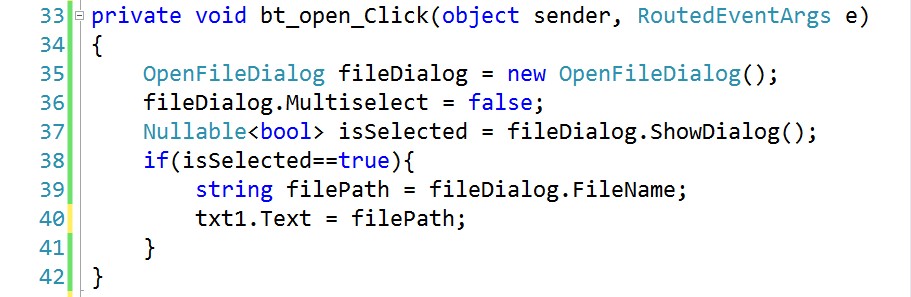 33 private void bt_open_Click(object sender, RoutedEventArgs e)
34 {
35 OpenFileDialog fileDialog = new OpenFileDialog();
36 fileDialog.Multiselect = false;
37 Nullable<bool> isSelected = fileDialog.ShowDialog();
38 if(isSelected==true){
39 string filePath = fileDialog.FileName;
40 txt1.Text = filePath;
41 }
42 }